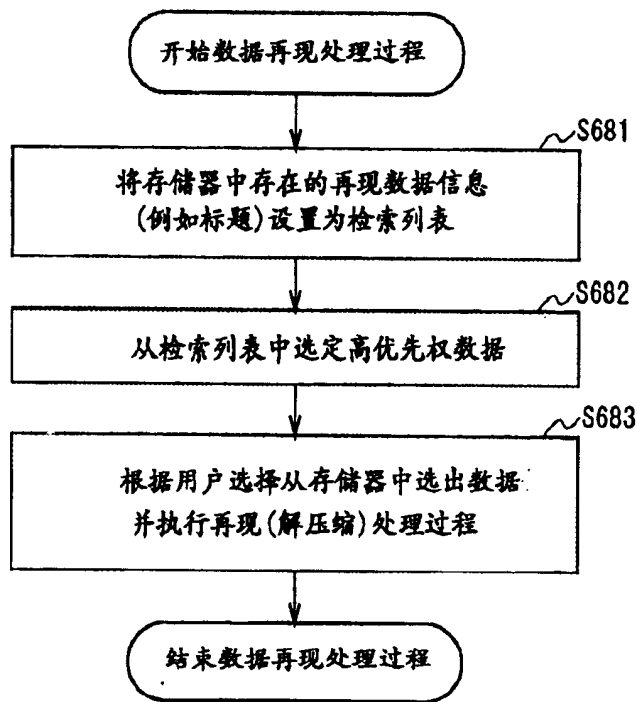 开始数据再现处理过程
S681
将存储器中存在的再现数据信息
(例如标题)设置为检索列表
S682
从检索列表中选定高优先权数据
S683
根据用户选择从存储器中选出数据
并执行再现(解压缩)处理过程
结束数据再现处理过程